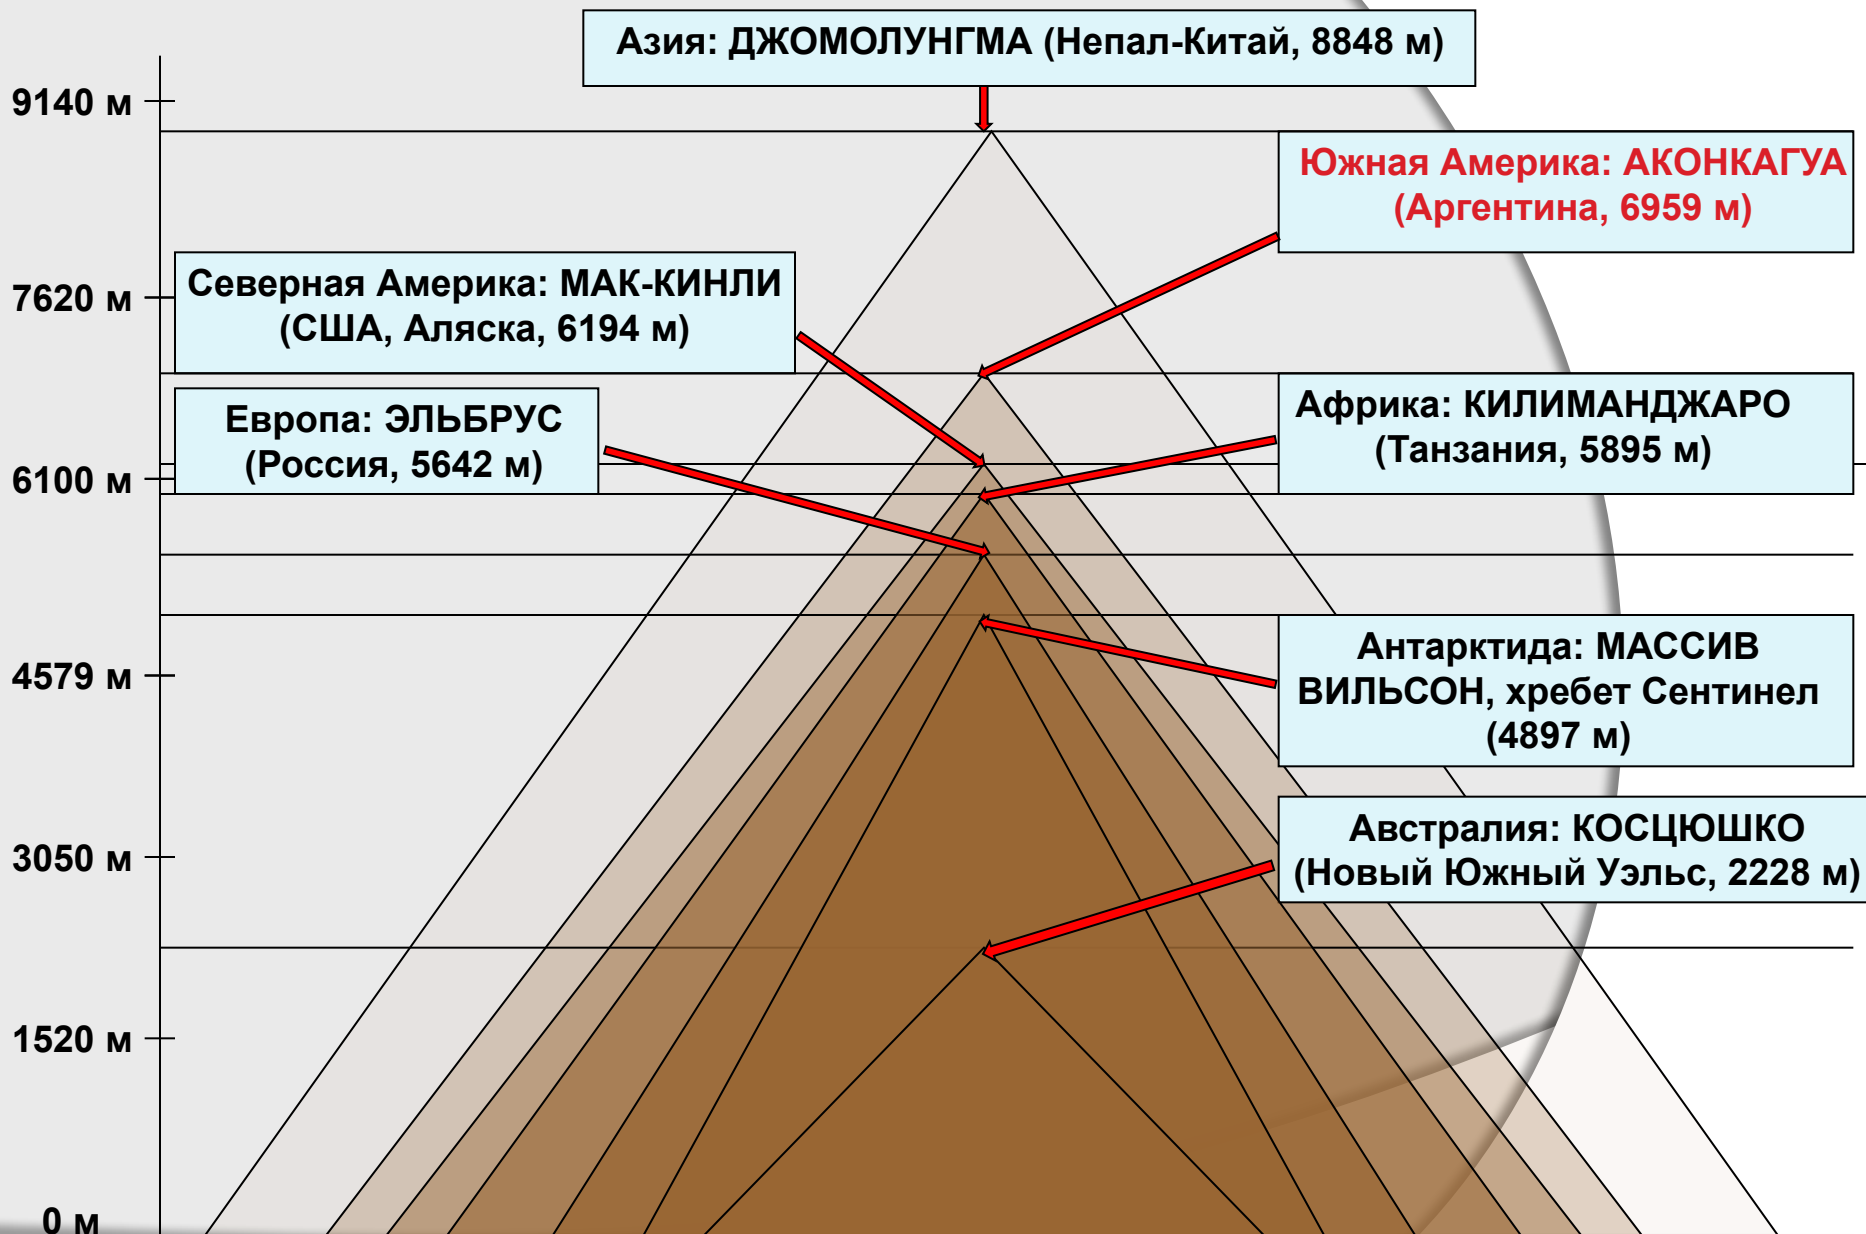 Азия: ДЖОМОЛУНГМА (Непал-Китай, 8848 м)
9140 м
Южная Америка: АКОНКАГУА
(Аргентина, 6959 м)
Северная Америка: МАК-КИНЛИ
(США, Аляска, 6194 м)
7620 м
Африка: КИЛИМАНДЖАРО
(Танзания, 5895 м)
Европа: ЭЛЬБРУС
(Россия, 5642 м)
6100 м
Антарктида: МАССИВ
ВИЛЬСОН, хребет Сентинел
(4897 м)
4579 м
Австралия: КОСЦЮШКО
(Новый Южный Уэльс, 2228 м)
3050 м
1520 м
0 м